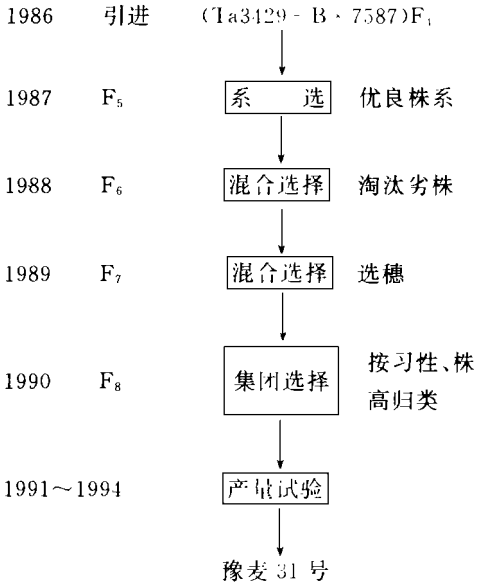 1986 引进 (Ta3429 - B × 7587)F₄
1987 F₅ 系 选 优良株系
1988 F₆ 混合选择 淘汰劣株
1989 F₇ 混合选择 选穗
1990 F₈ 集团选择 按习性、株
高归类
1991～1994 产量试验
豫麦 31 号